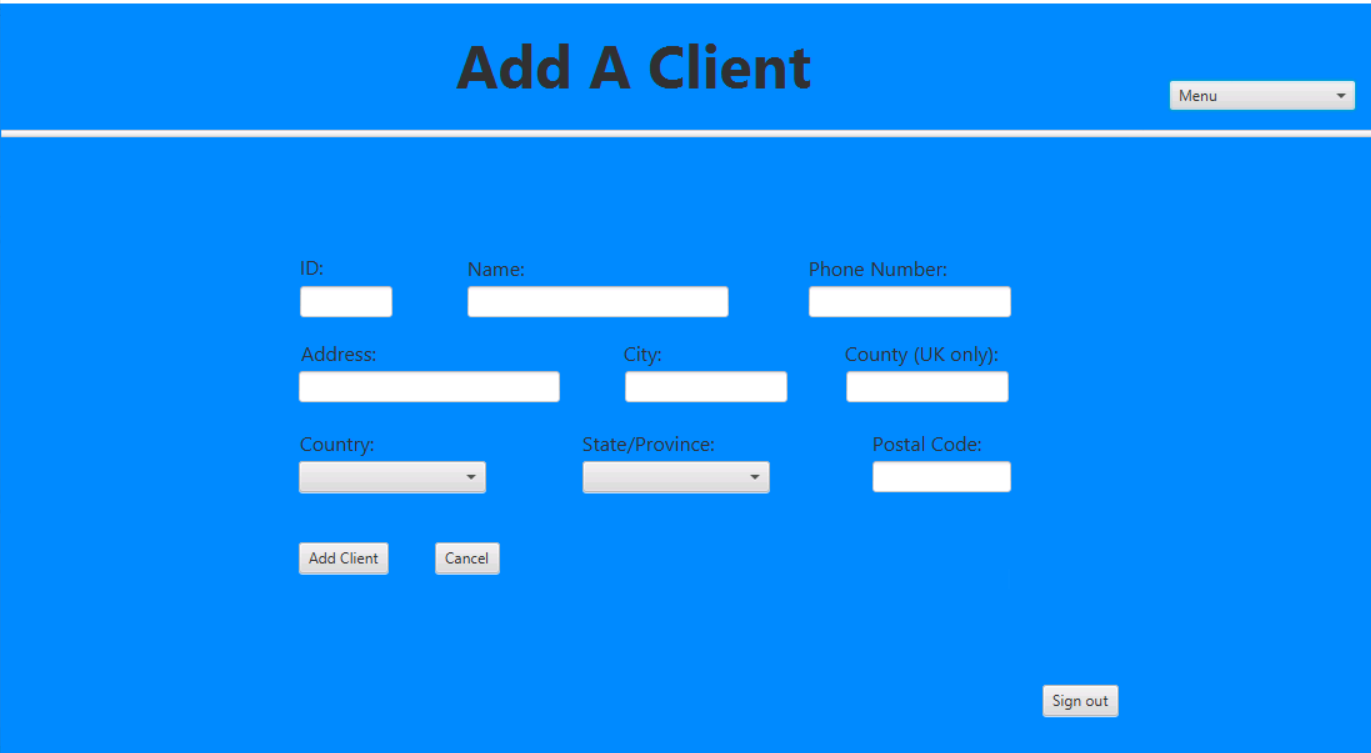 Add A Client
Menu
ID: Name: Phone Number:
Address: City: County (UK only):
Country: State/Province: Postal Code:
Add Client Cancel
Sign out